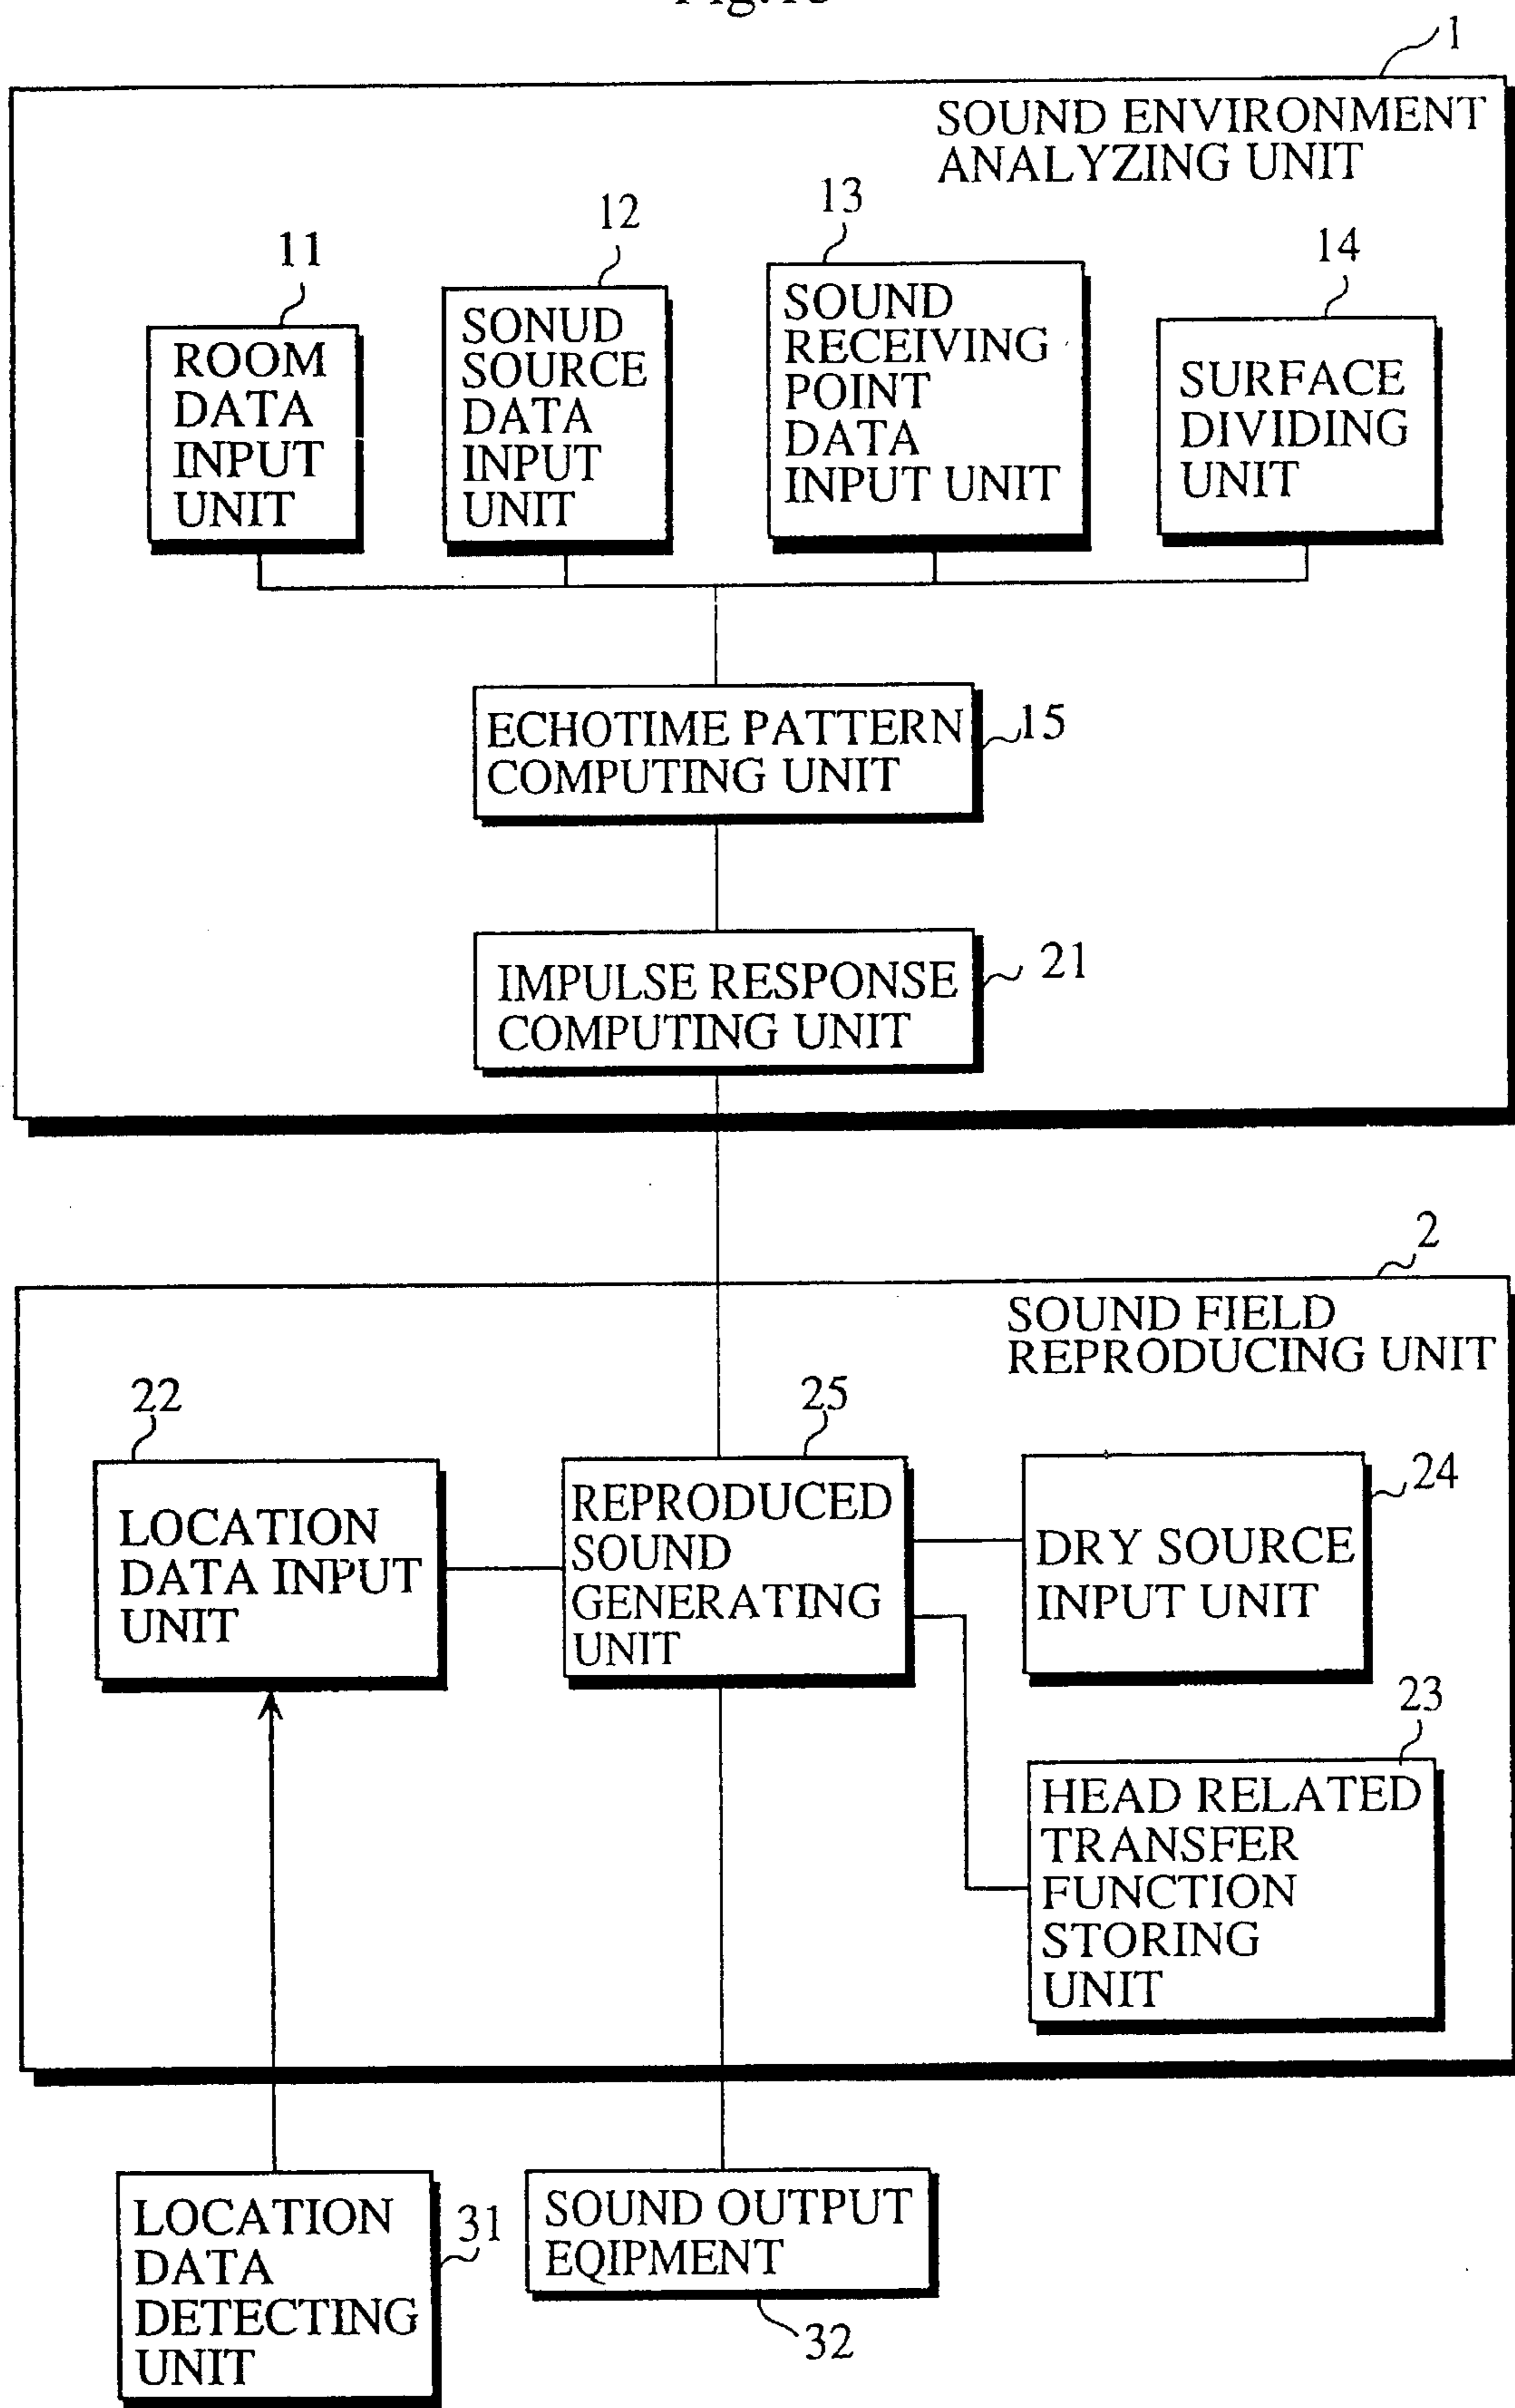 1
SOUND ENVIRONMENT
ANALYZING UNIT
11
12
13
14
ROOM
DATA
INPUT
UNIT
SONUD
SOURCE
DATA
INPUT
UNIT
SOUND
RECEIVING
POINT
DATA
INPUT UNIT
SURFACE
DIVIDING
UNIT
ECHOTIME PATTERN
COMPUTING UNIT
15
IMPULSE RESPONSE
COMPUTING UNIT
21
2
SOUND FIELD
REPRODUCING UNIT
22
25
24
LOCATION
DATA INPUT
UNIT
REPRODUCED
SOUND
GENERATING
UNIT
DRY SOURCE
INPUT UNIT
23
HEAD RELATED
TRANSFER
FUNCTION
STORING
UNIT
LOCATION
DATA
DETECTING
UNIT
31
SOUND OUTPUT
EQIPMENT
32